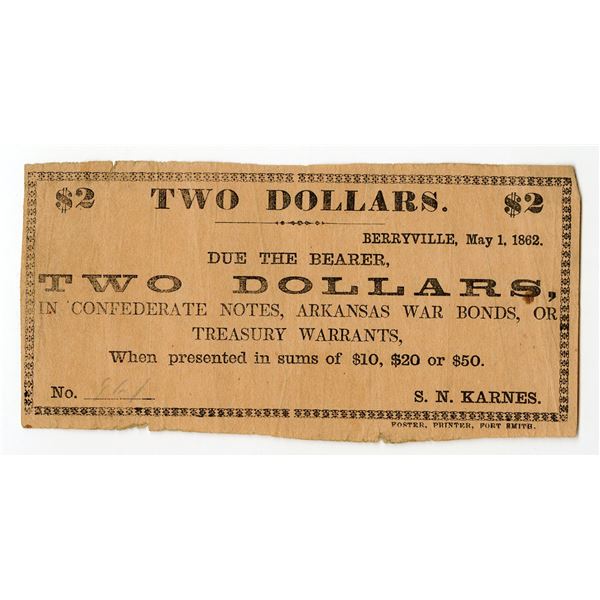 $2 TWO DOLLARS. $2
BERRYVILLE, May 1, 1862.
DUE THE BEARER,
TWO DOLLARS,
IN CONFEDERATE NOTES, ARKANSAS WAR BONDS, OR
TREASURY WARRANTS,
When presented in sums of $10, $20 or $50.
No. S. N. KARNES.
FOSTER, PRINTER, FORT SMITH.